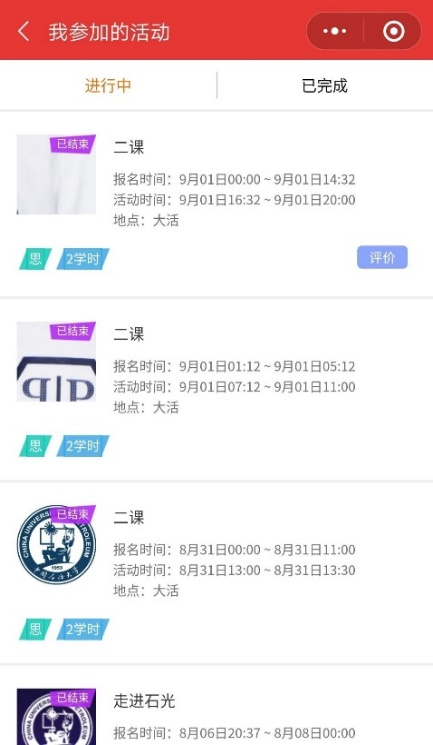 我参加的活动
进行中
已完成
已结束
二课
报名时间：9月01日00:00 ~ 9月01日14:32
活动时间：9月01日16:32 ~ 9月01日20:00
地点：大活
思
2学时
评价
已结束
二课
报名时间：9月01日01:12 ~ 9月01日05:12
活动时间：9月01日07:12 ~ 9月01日11:00
地点：大活
思
2学时
已结束
CHINA UNIVERS
TROLEUM
1953
二课
报名时间：8月31日00:00 ~ 8月31日11:00
活动时间：8月31日13:00 ~ 8月31日13:30
地点：大活
思
2学时
已结束
走进石光
报名时间：8月06日20:37 ~ 8月08日00:00